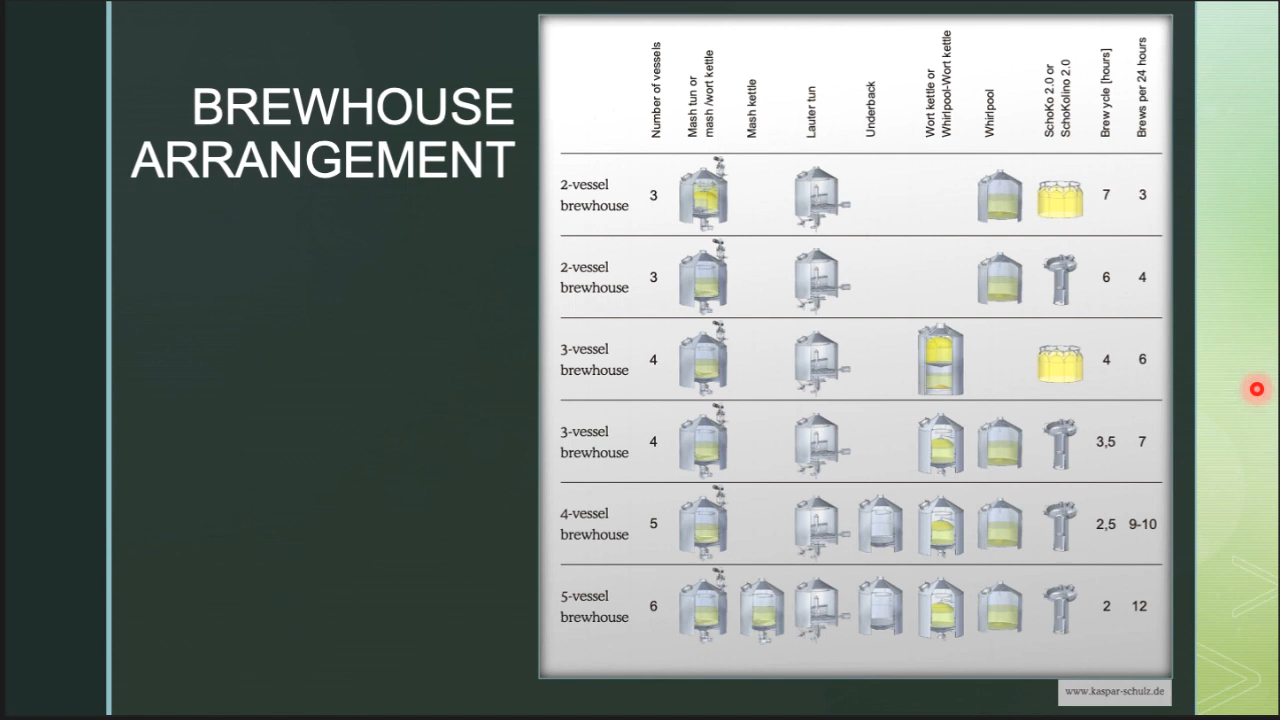 BREWHOUSE
ARRANGEMENT
Number of vessels
Mash tun or
mash /wort kettle
Mash kettle
Lauter tun
Underback
Wort kettle or
Whirlpool-Wort kettle
Whirlpool
SchoKo 2.0 or
SchoKolino 2.0
Brew ycle [hours]
Brews per 24 hours
2-vessel
brewhouse
3
7
3
2-vessel
brewhouse
3
6
4
3-vessel
brewhouse
4
4
6
3-vessel
brewhouse
4
3,5
7
4-vessel
brewhouse
5
2,5
9-10
5-vessel
brewhouse
6
2
12
www.kaspar-schulz.de